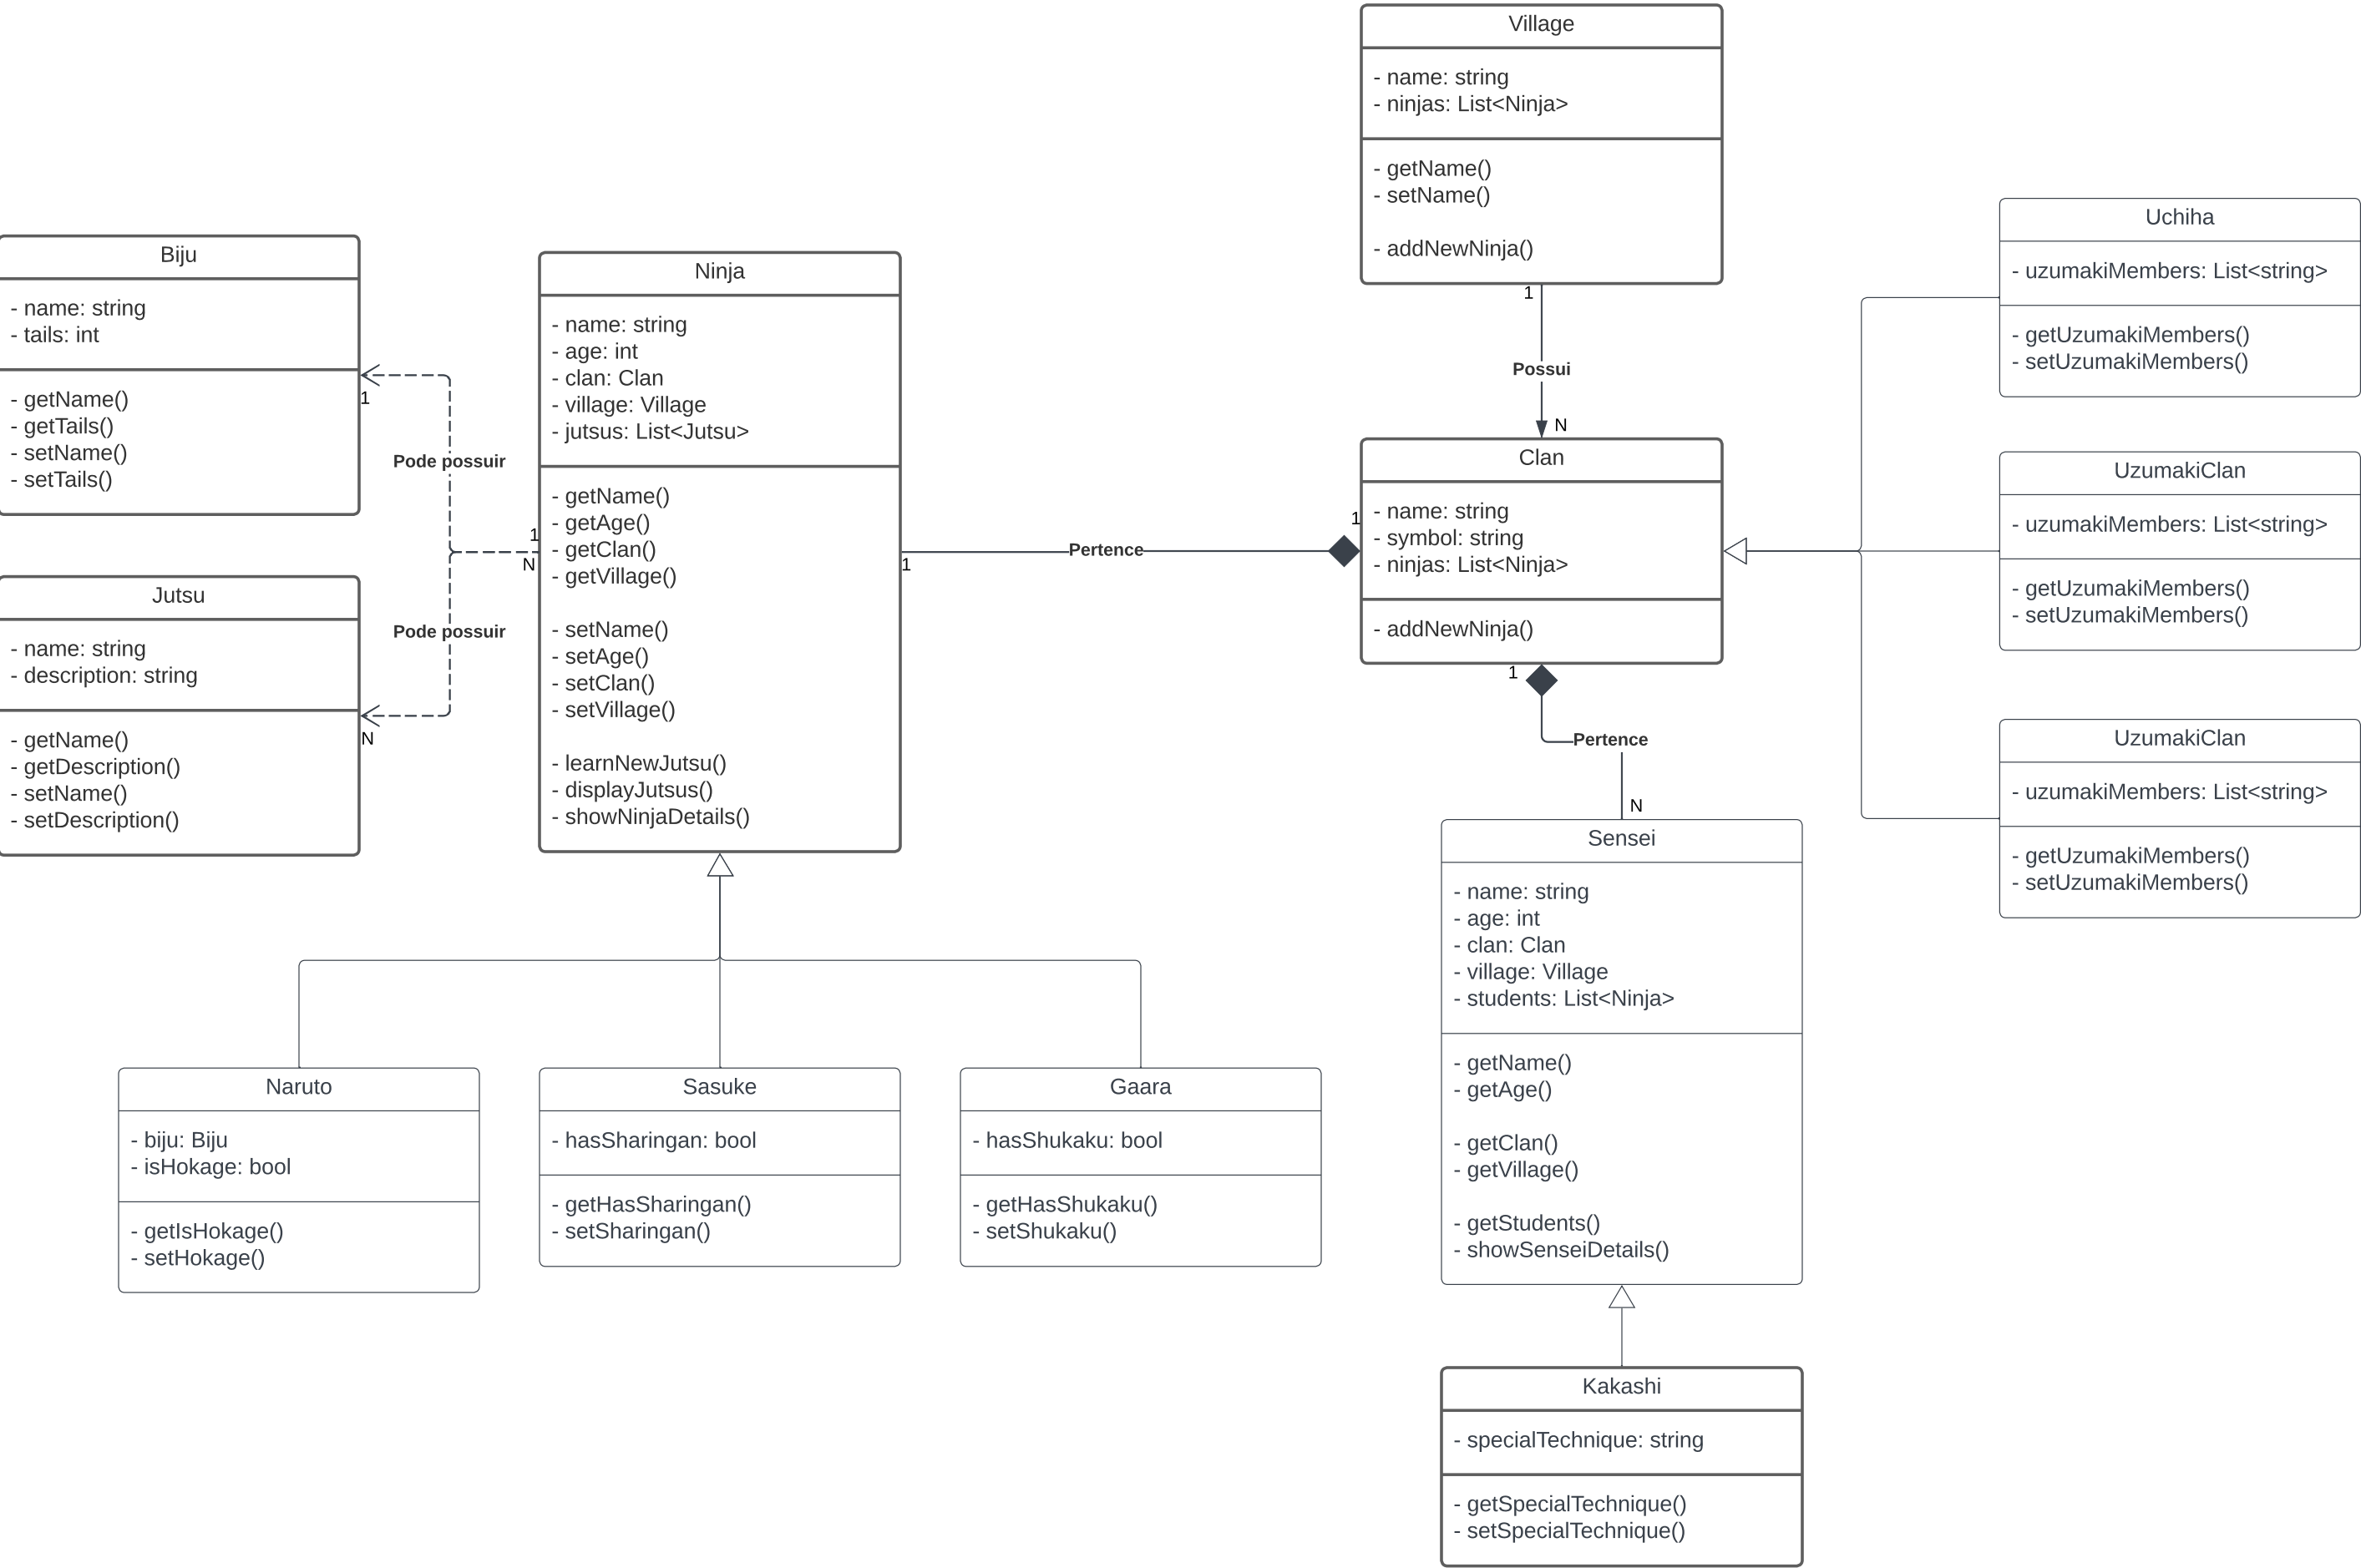 Village
- name: string
- ninjas: List<Ninja>
- getName()
- setName()
- addNewNinja()
1
Possui
N
Biju
- name: string
- tails: int
- getName()
- getTails()
- setName()
- setTails()
1
Pode possuir
1
N
Pode possuir
N
Jutsu
- name: string
- description: string
- getName()
- getDescription()
- setName()
- setDescription()
Ninja
- name: string
- age: int
- clan: Clan
- village: Village
- jutsus: List<Jutsu>
- getName()
- getAge()
- getClan()
- getVillage()
- setName()
- setAge()
- setClan()
- setVillage()
- learnNewJutsu()
- displayJutsus()
- showNinjaDetails()
1
Pertence
1
Clan
- name: string
- symbol: string
- ninjas: List<Ninja>
- addNewNinja()
1
Pertence
N
Uchiha
- uzumakiMembers: List<string>
- getUzumakiMembers()
- setUzumakiMembers()
UzumakiClan
- uzumakiMembers: List<string>
- getUzumakiMembers()
- setUzumakiMembers()
UzumakiClan
- uzumakiMembers: List<string>
- getUzumakiMembers()
- setUzumakiMembers()
Sensei
- name: string
- age: int
- clan: Clan
- village: Village
- students: List<Ninja>
- getName()
- getAge()
- getClan()
- getVillage()
- getStudents()
- showSenseiDetails()
Naruto
- biju: Biju
- isHokage: bool
- getIsHokage()
- setHokage()
Sasuke
- hasSharingan: bool
- getHasSharingan()
- setSharingan()
Gaara
- hasShukaku: bool
- getHasShukaku()
- setShukaku()
Kakashi
- specialTechnique: string
- getSpecialTechnique()
- setSpecialTechnique()